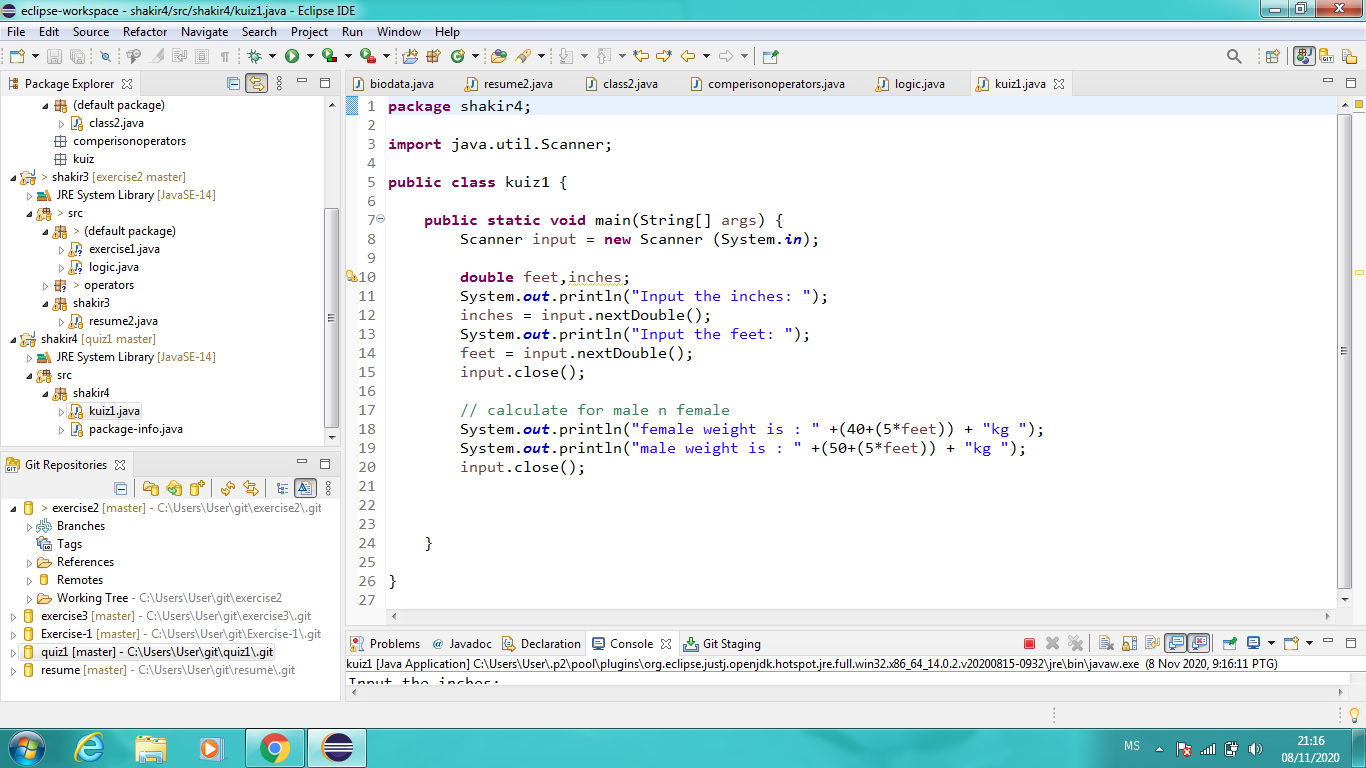 eclipse-workspace - shakir4/src/shakir4/kuiz1.java - Eclipse IDE
File Edit Source Refactor Navigate Search Project Run Window Help
Package Explorer
(default package)
class2.java
comperisonoperators
kuiz
> shakir3 [exercise2 master]
JRE System Library [JavaSE-14]
> src
> (default package)
exercise1.java
logic.java
> operators
shakir3
resume2.java
shakir4 [quiz1 master]
JRE System Library [JavaSE-14]
src
shakir4
kuiz1.java
package-info.java
Git Repositories
> exercise2 [master] - C:\Users\User\git\exercise2\.git
Branches
Tags
References
Remotes
Working Tree - C:\Users\User\git\exercise2
exercise3 [master] - C:\Users\User\git\exercise3\.git
Exercise-1 [master] - C:\Users\User\git\Exercise-1\.git
quiz1 [master] - C:\Users\User\git\quiz1\.git
resume [master] - C:\Users\User\git\resume\.git
biodata.java resume2.java class2.java comperisonoperators.java logic.java kuiz1.java
1 package shakir4;
2
3 import java.util.Scanner;
4
5 public class kuiz1 {
6
7 public static void main(String[] args) {
8 Scanner input = new Scanner (System.in);
9
10 double feet,inches;
11 System.out.println("Input the inches: ");
12 inches = input.nextDouble();
13 System.out.println("Input the feet: ");
14 feet = input.nextDouble();
15 input.close();
16
17 // calculate for male n female
18 System.out.println("female weight is : " +(40+(5*feet)) + "kg ");
19 System.out.println("male weight is : " +(50+(5*feet)) + "kg ");
20 input.close();
21
22
23
24 }
25
26 }
27
Problems Javadoc Declaration Console Git Staging
kuiz1 [Java Application] C:\Users\User\.p2\pool\plugins\org.eclipse.justj.openjdk.hotspot.jre.full.win32.x86_64_14.0.2.v20200815-0932\jre\bin\javaw.exe (8 Nov 2020, 9:16:11 PTG)
Input the inches:
MS
21:16
08/11/2020